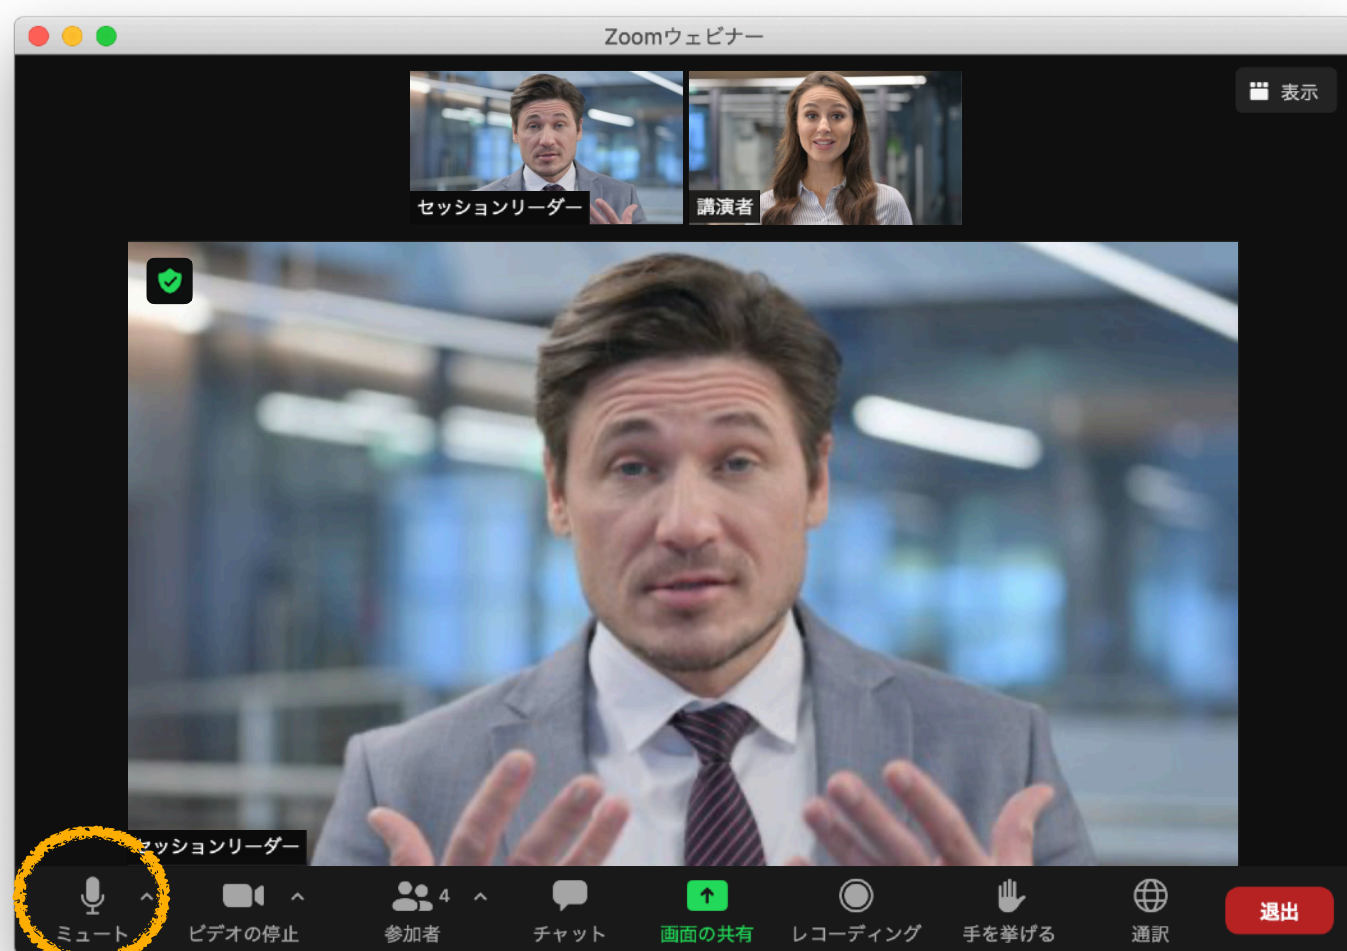 Zoomウェビナー
表示
セッションリーダー
講演者
セッションリーダー
ミュート
ビデオの停止
4
参加者
チャット
画面の共有
レコーディング
手を挙げる
通訳
退出